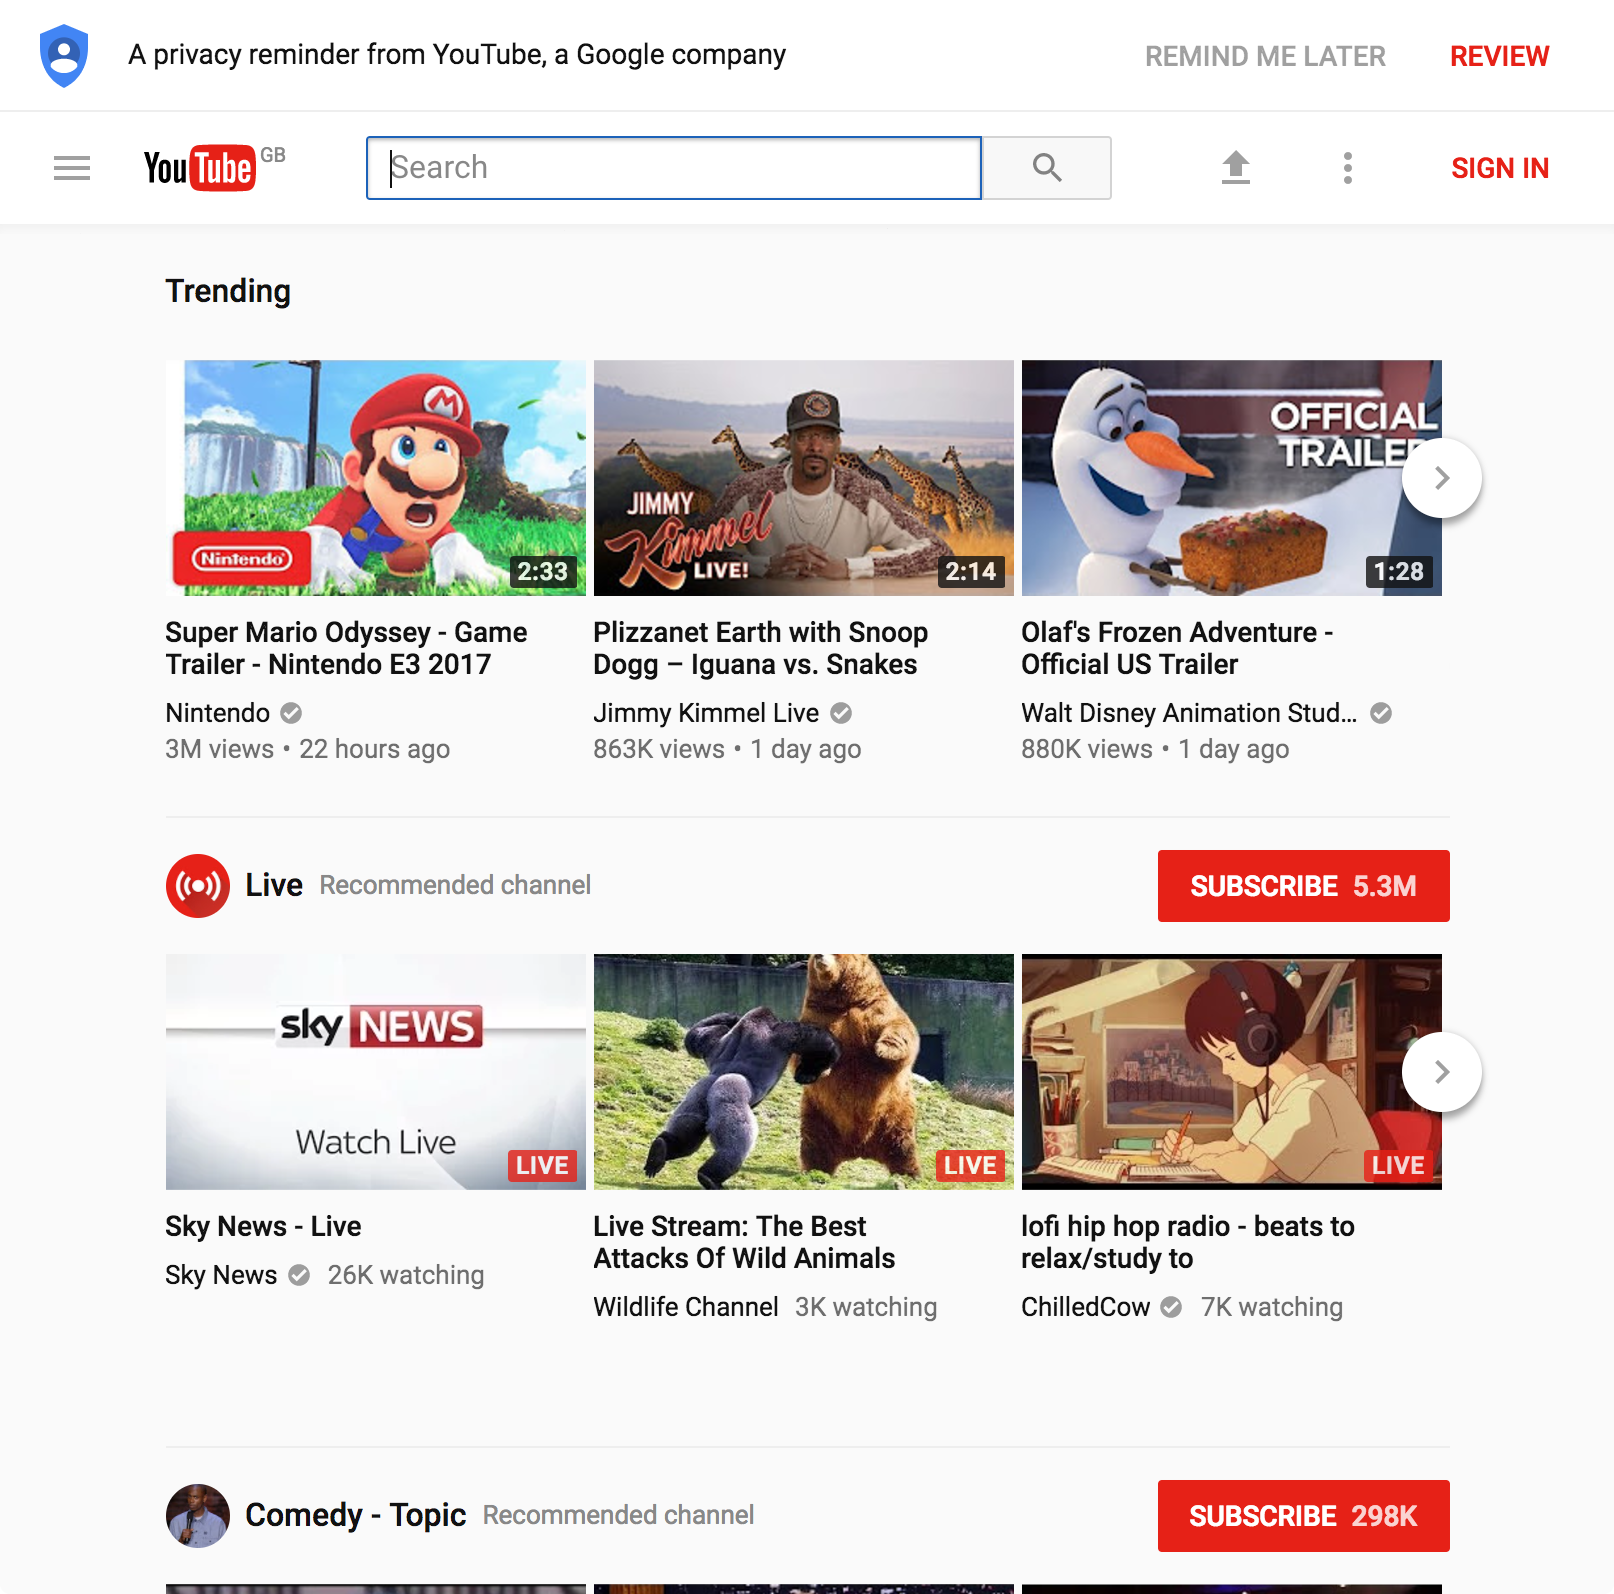 A privacy reminder from YouTube, a Google company
REMIND ME LATER
REVIEW
YouTube GB
Search
SIGN IN
Trending
Nintendo
2:33
JIMMY
Kimmel
LIVE!
2:14
OFFICIAL
TRAILE
1:28
Super Mario Odyssey - Game
Trailer - Nintendo E3 2017
Nintendo
3M views • 22 hours ago
Plizzanet Earth with Snoop
Dogg – Iguana vs. Snakes
Jimmy Kimmel Live
863K views • 1 day ago
Olaf's Frozen Adventure -
Official US Trailer
Walt Disney Animation Stud...
880K views • 1 day ago
Live Recommended channel
SUBSCRIBE 5.3M
sky NEWS
Watch Live
LIVE
LIVE
LIVE
Sky News - Live
Sky News 26K watching
Live Stream: The Best
Attacks Of Wild Animals
Wildlife Channel 3K watching
lofi hip hop radio - beats to
relax/study to
ChilledCow 7K watching
Comedy - Topic Recommended channel
SUBSCRIBE 298K